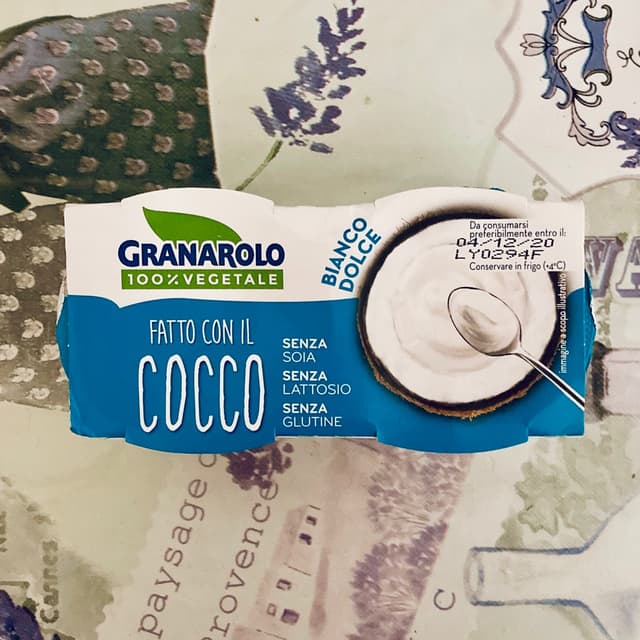 GRANAROLO
100% VEGETALE
BIANCO
DOLCE
Da consumarsi
preferibilmente entro il:
04/12/20
LY0294F
Conservare in frigo (+4°C)
immagine a scopo illustrativo
FATTO CON IL
COCCO
SENZA
SOIA
SENZA
LATTOSIO
SENZA
GLUTINE
paysage
Provence